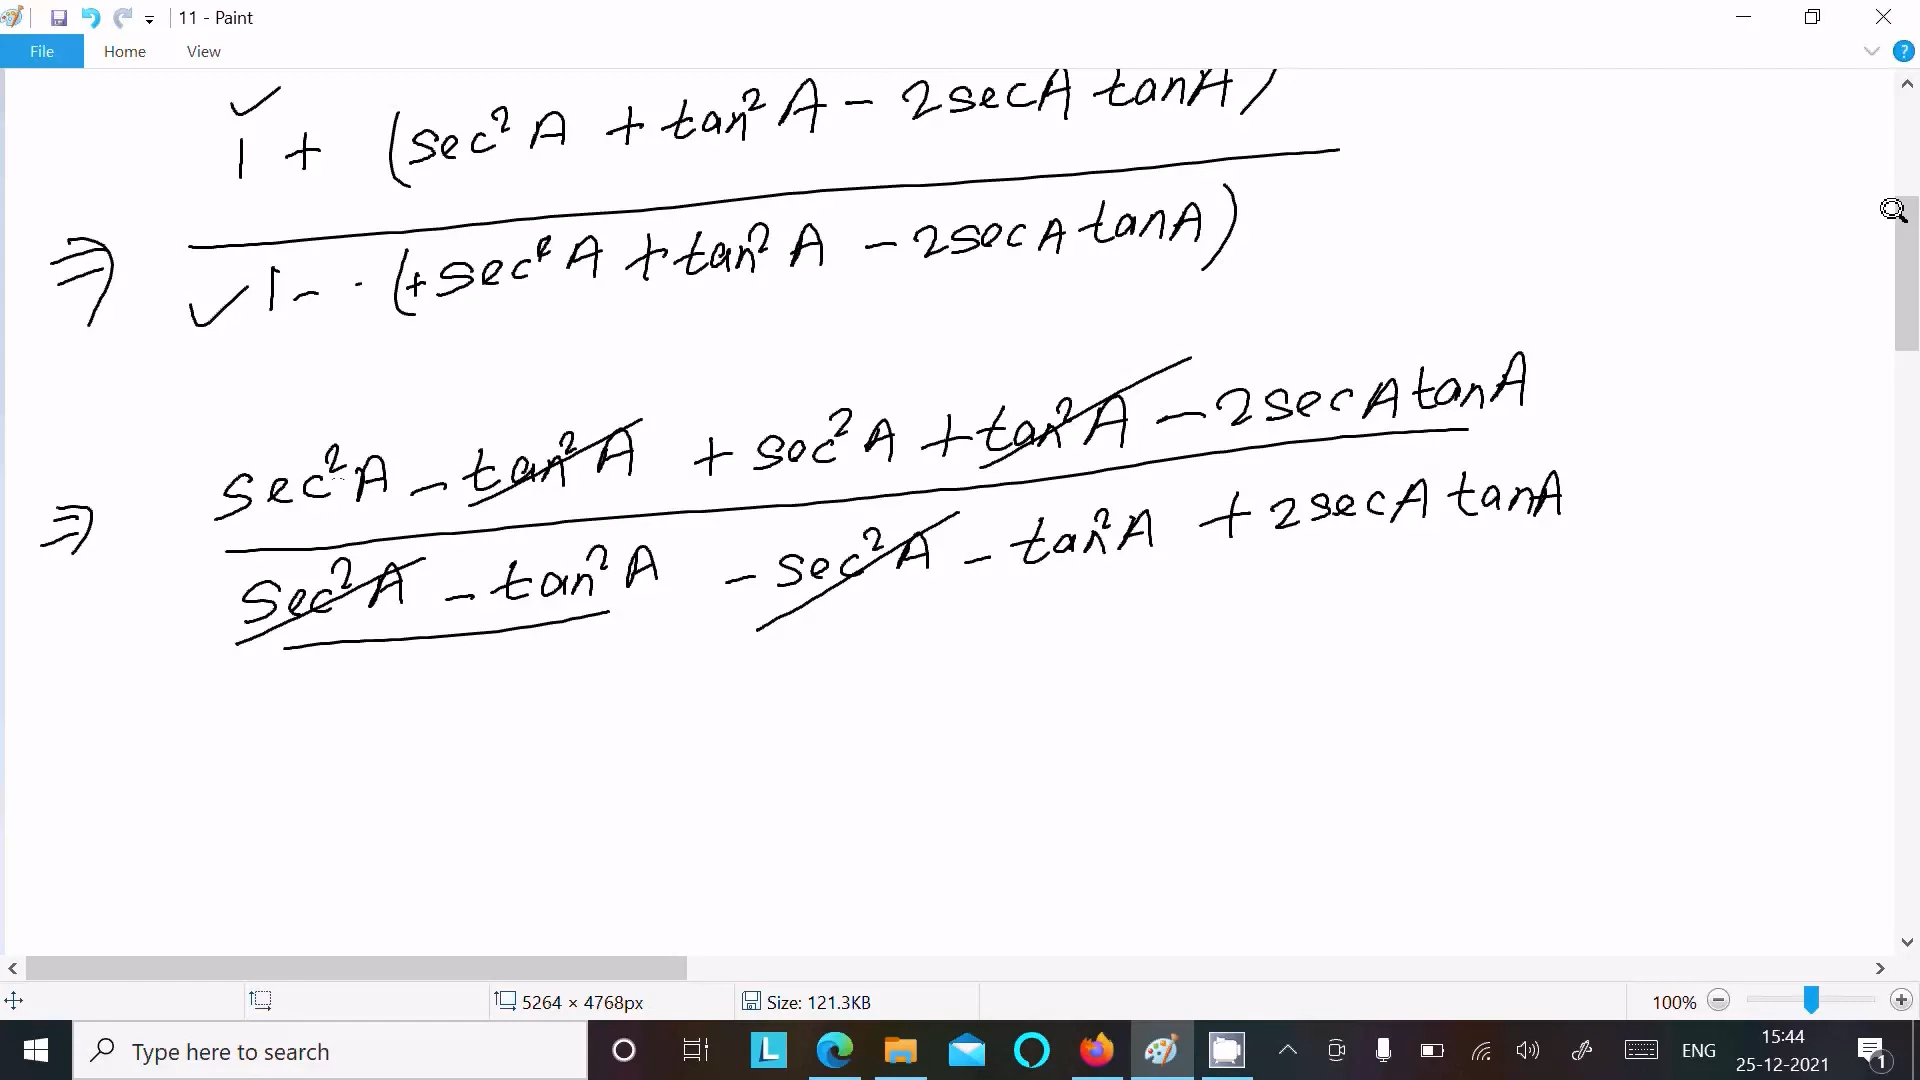 11 - Paint
File Home View
1 + (sec²A + tan²A - 2secA tanA)
⇒ 1 - · (+sec²A + tan²A - 2secA tanA)
sec²A - tan²A + sec²A + tan²A - 2secA tanA
⇒ sec²A - tan²A - sec²A - tan²A + 2secA tanA
5264 × 4768px Size: 121.3KB 100%
Type here to search
ENG
15:44
25-12-2021
1